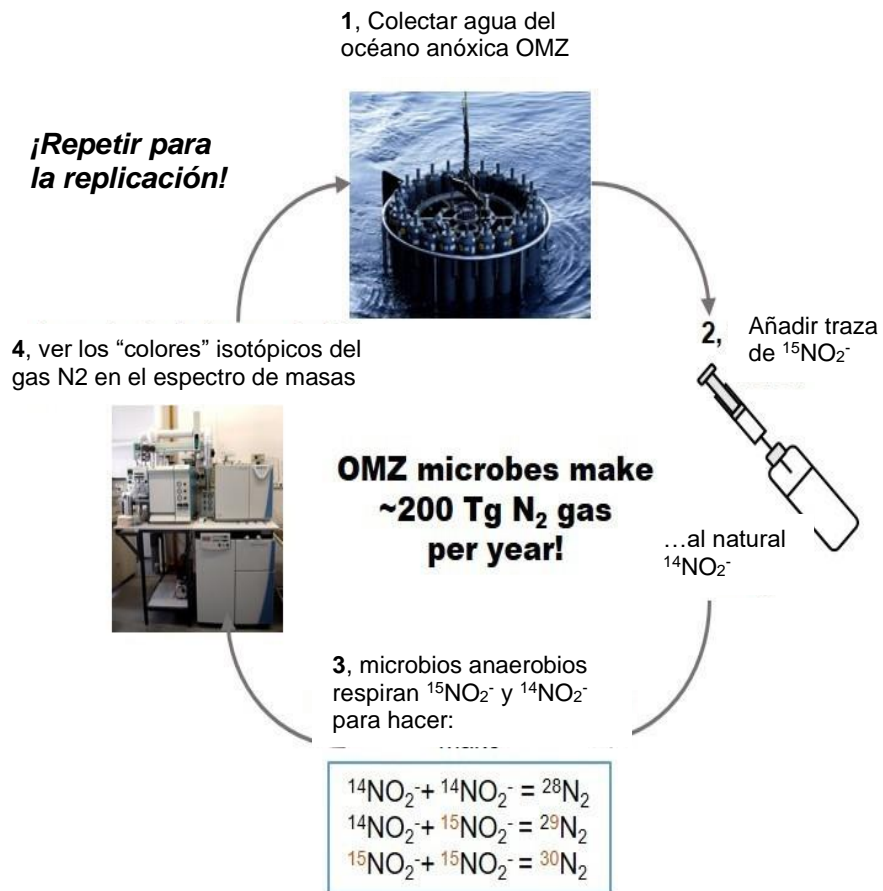 1, Colectar agua del
océano anóxica OMZ
¡Repetir para
la replicación!
2, Añadir traza
de ¹⁵NO₂⁻
…al natural
¹⁴NO₂⁻
4, ver los “colores” isotópicos del
gas N2 en el espectro de masas
OMZ microbes make
~200 Tg N₂ gas
per year!
3, microbios anaerobios
respiran ¹⁵NO₂⁻ y ¹⁴NO₂⁻
para hacer:
¹⁴NO₂⁻+ ¹⁴NO₂⁻ = ²⁸N₂
¹⁴NO₂⁻ + ¹⁵NO₂⁻ = ²⁹N₂
¹⁵NO₂⁻ + ¹⁵NO₂⁻ = ³⁰N₂